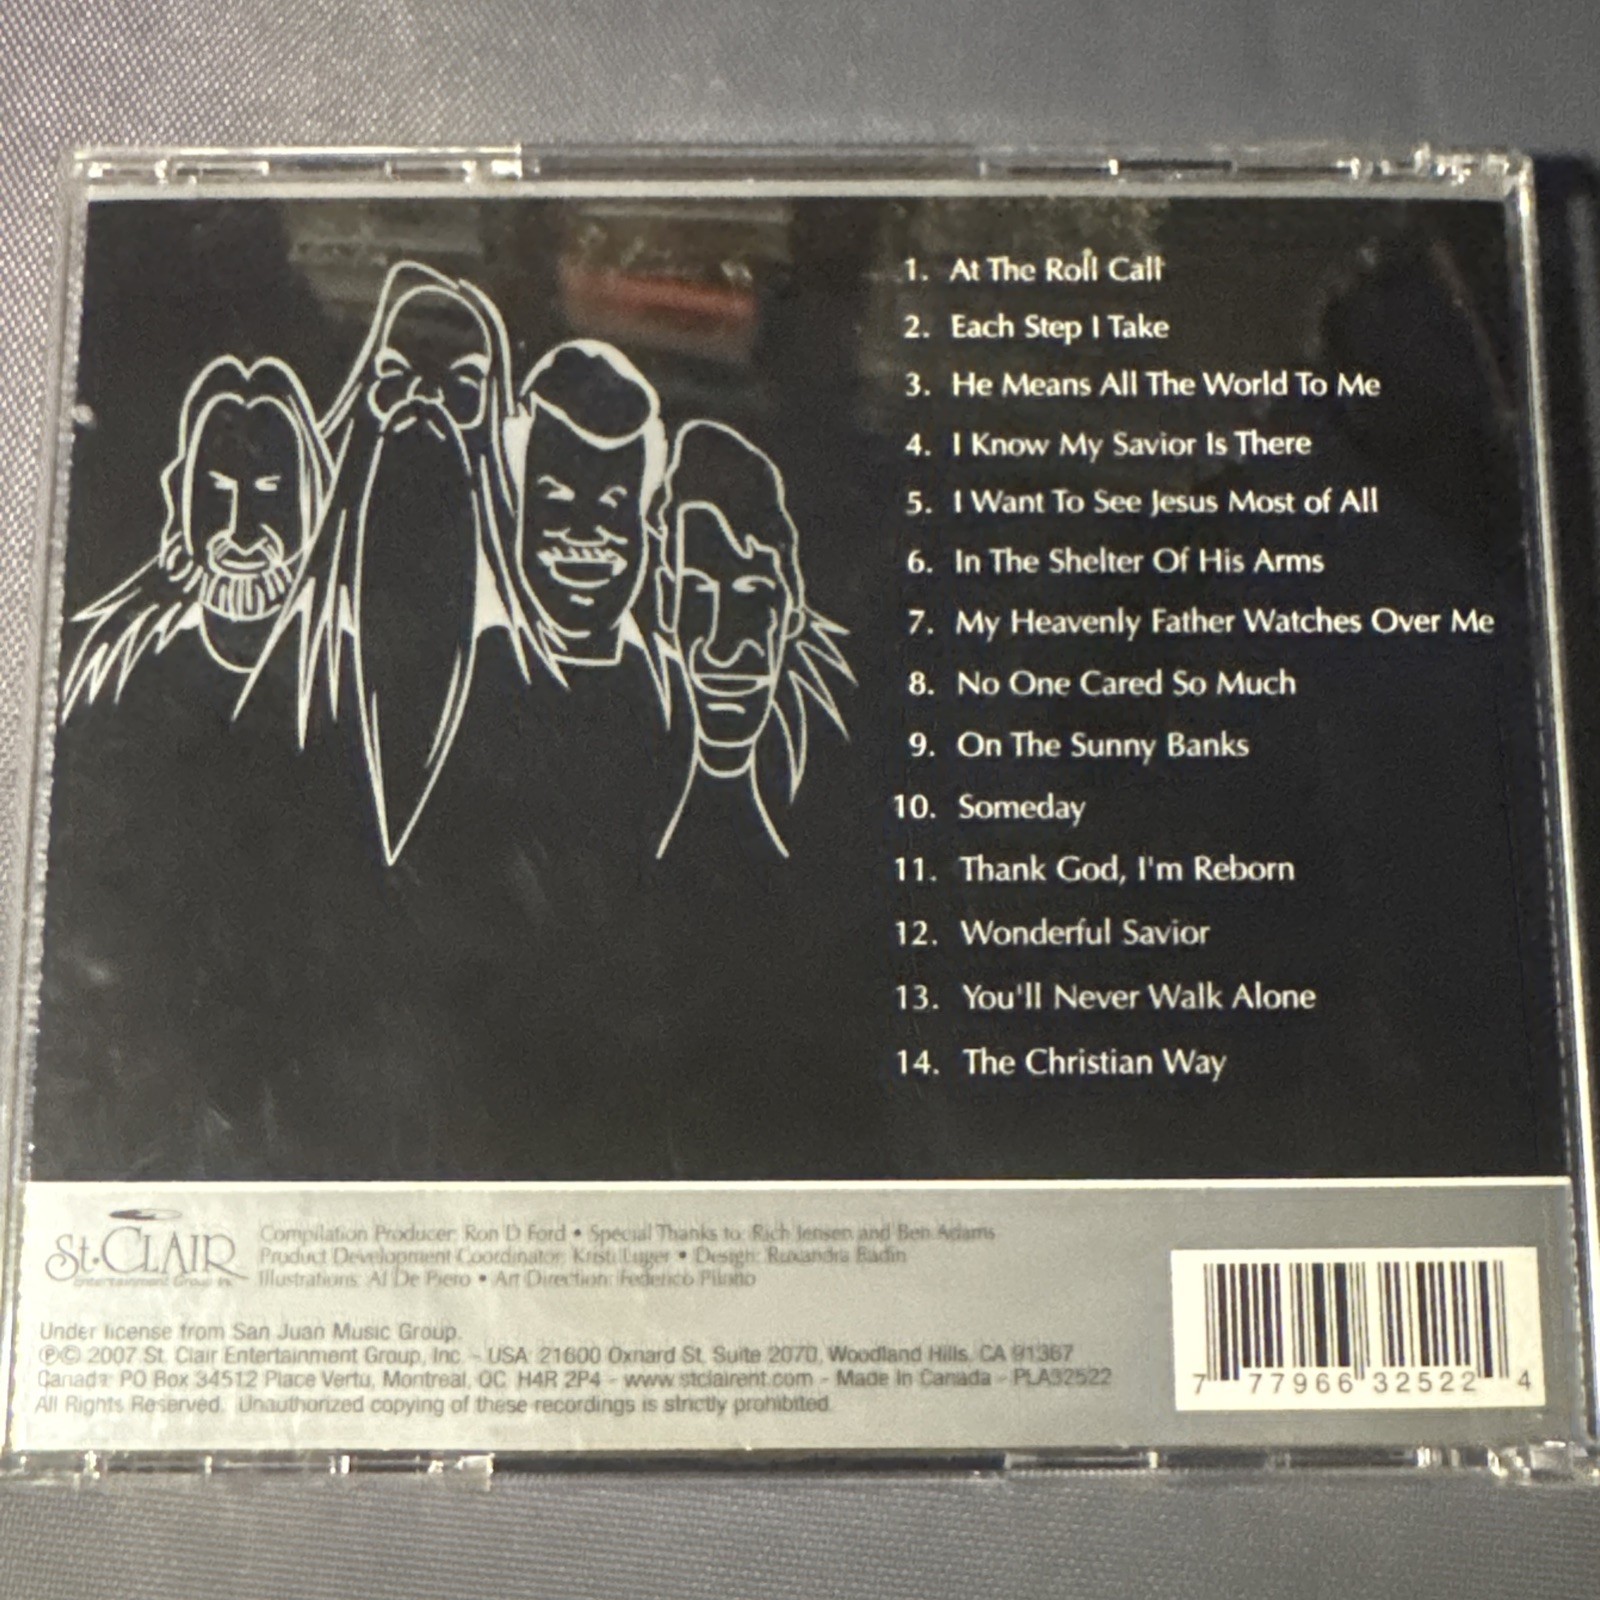 1. At The Roll Call
2. Each Step I Take
3. He Means All The World To Me
4. I Know My Savior Is There
5. I Want To See Jesus Most of All
6. In The Shelter Of His Arms
7. My Heavenly Father Watches Over Me
8. No One Cared So Much
9. On The Sunny Banks
10. Someday
11. Thank God, I'm Reborn
12. Wonderful Savior
13. You'll Never Walk Alone
14. The Christian Way
St. CLAIR
Entertainment Group Inc.
Compilation Producer: Ron D Ford • Special Thanks to: Rich Jensen and Ben Adams
Product Development Coordinator: Kristi Luger • Design: Ruxandra Badin
Illustrations: Al De Piero • Art Direction: Federico
Under license from San Juan Music Group.
℗© 2007 St. Clair Entertainment Group, Inc. - USA: 21600 Oxnard St. Suite 2070, Woodland Hills, CA 91367
Canada: PO Box 34512 Place Vertu, Montreal, QC H4R 2P4 - www.stclairent.com - Made In Canada - PLA32522
All Rights Reserved. Unauthorized copying of these recordings is strictly prohibited.
7 77966 32522 4